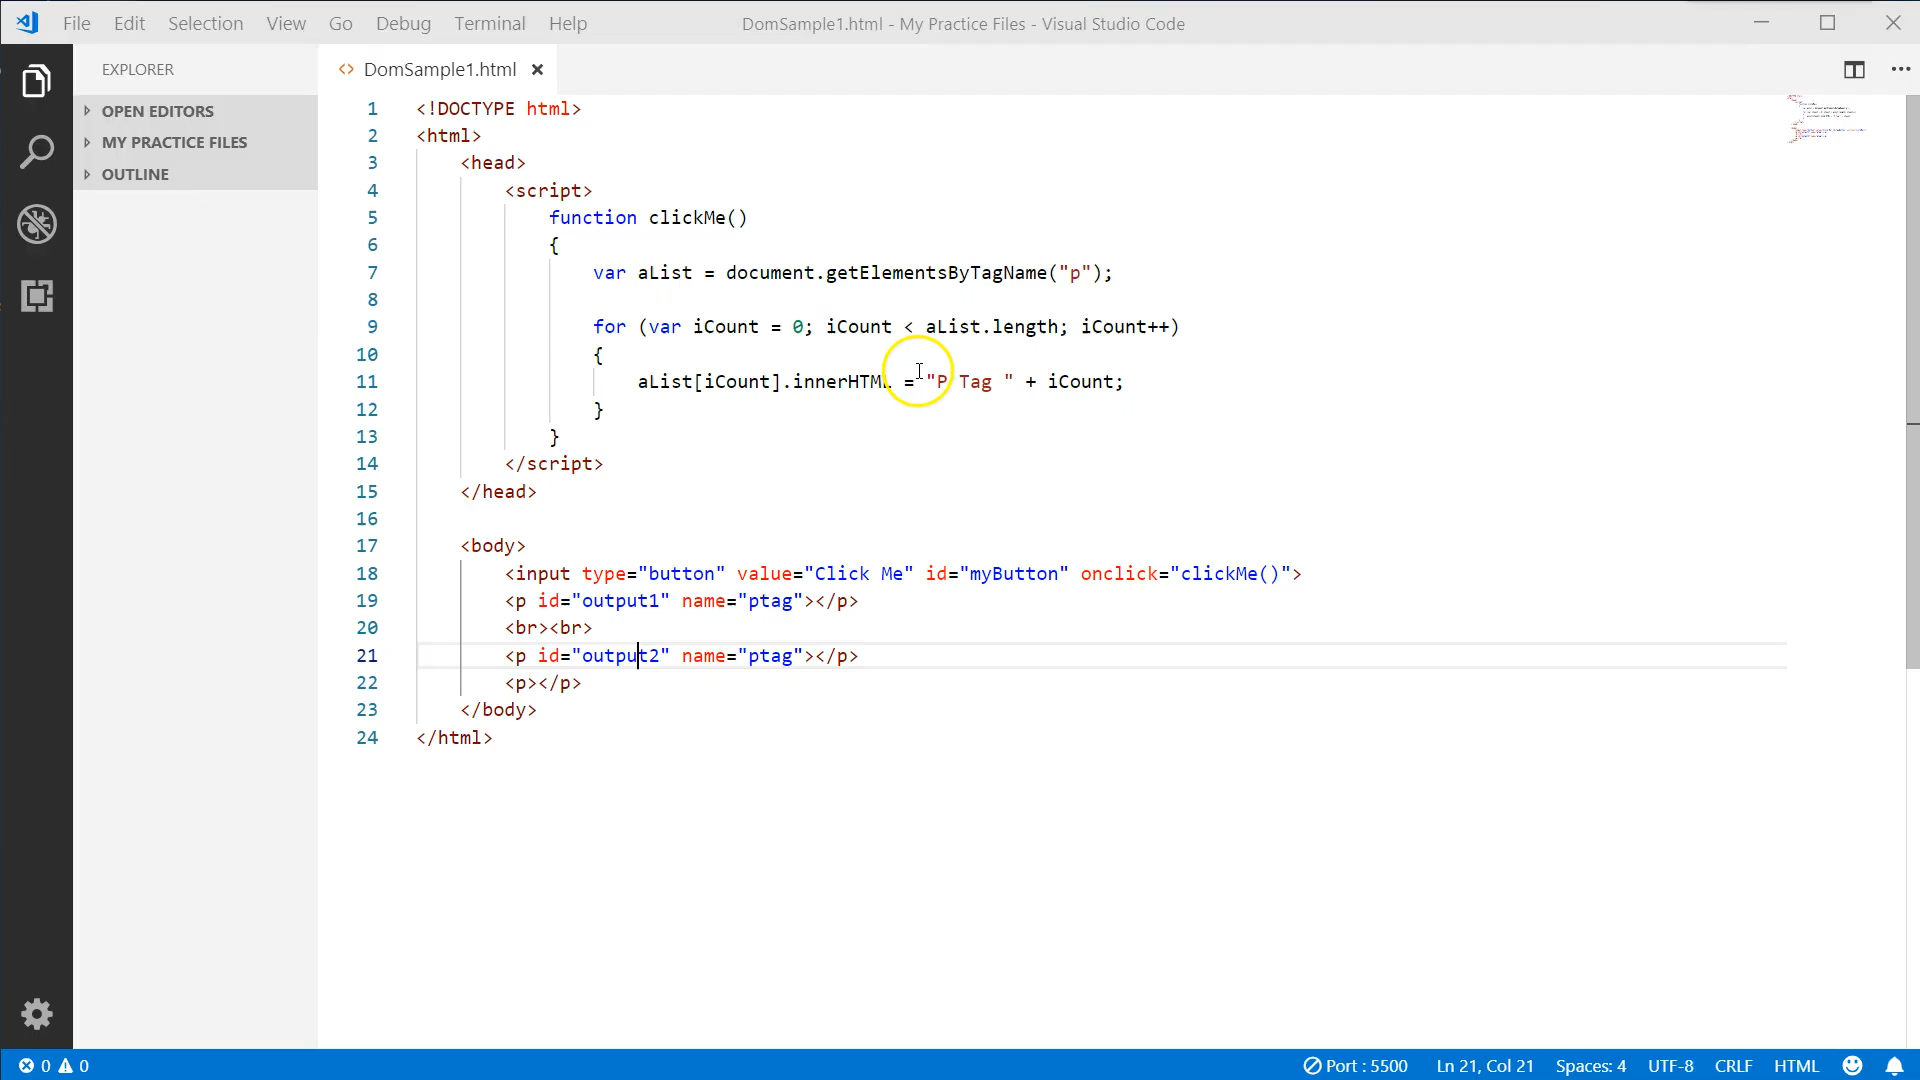 File Edit Selection View Go Debug Terminal Help DomSample1.html - My Practice Files - Visual Studio Code
EXPLORER
OPEN EDITORS
MY PRACTICE FILES
OUTLINE
<> DomSample1.html
1 <!DOCTYPE html>
2 <html>
3 <head>
4 <script>
5 function clickMe()
6 {
7 var aList = document.getElementsByTagName("p");
8
9 for (var iCount = 0; iCount < aList.length; iCount++)
10 {
11 aList[iCount].innerHTML = "P Tag " + iCount;
12 }
13 }
14 </script>
15 </head>
16
17 <body>
18 <input type="button" value="Click Me" id="myButton" onclick="clickMe()">
19 <p id="output1" name="ptag"></p>
20 <br><br>
21 <p id="output2" name="ptag"></p>
22 <p></p>
23 </body>
24 </html>
0 0 Port : 5500 Ln 21, Col 21 Spaces: 4 UTF-8 CRLF HTML